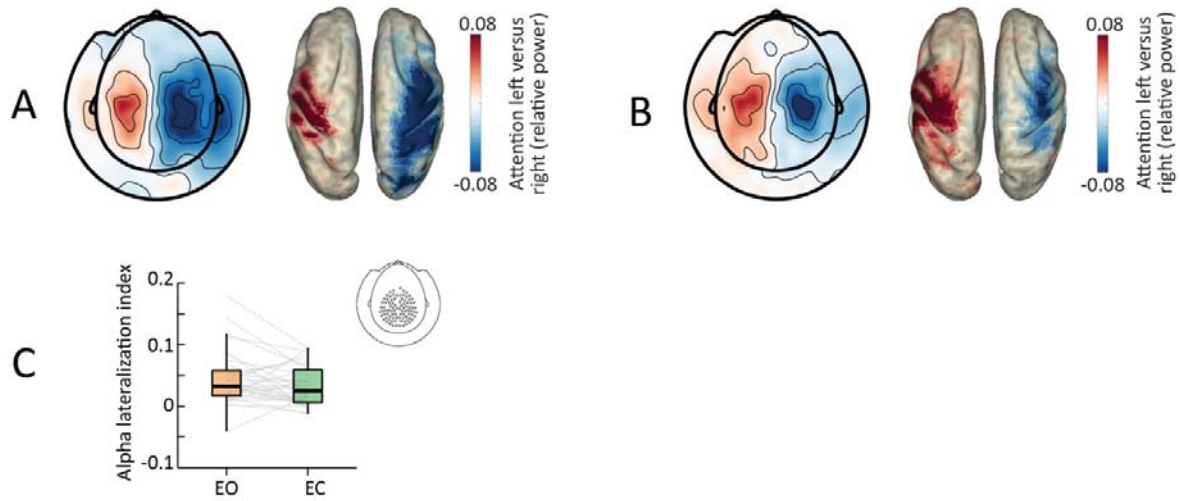 A
0.08
-0.08
Attention left versus
right (relative power)
B
0.08
-0.08
Attention left versus
right (relative power)
C
Alpha lateralization index
0.2
0.1
0
-0.1
EO
EC